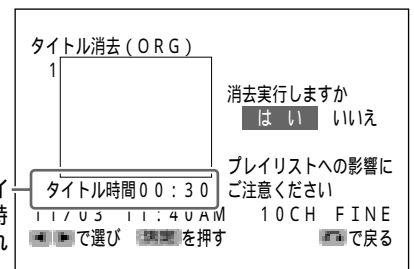 タイトル消去(ORG)
1
消去実行しますか
はい いいえ
プレイリストへの影響に
ご注意ください
タイトル時間00:30
11/03 11:40AM 10CH FINE
で選び を押す で戻る
イ
時
れ